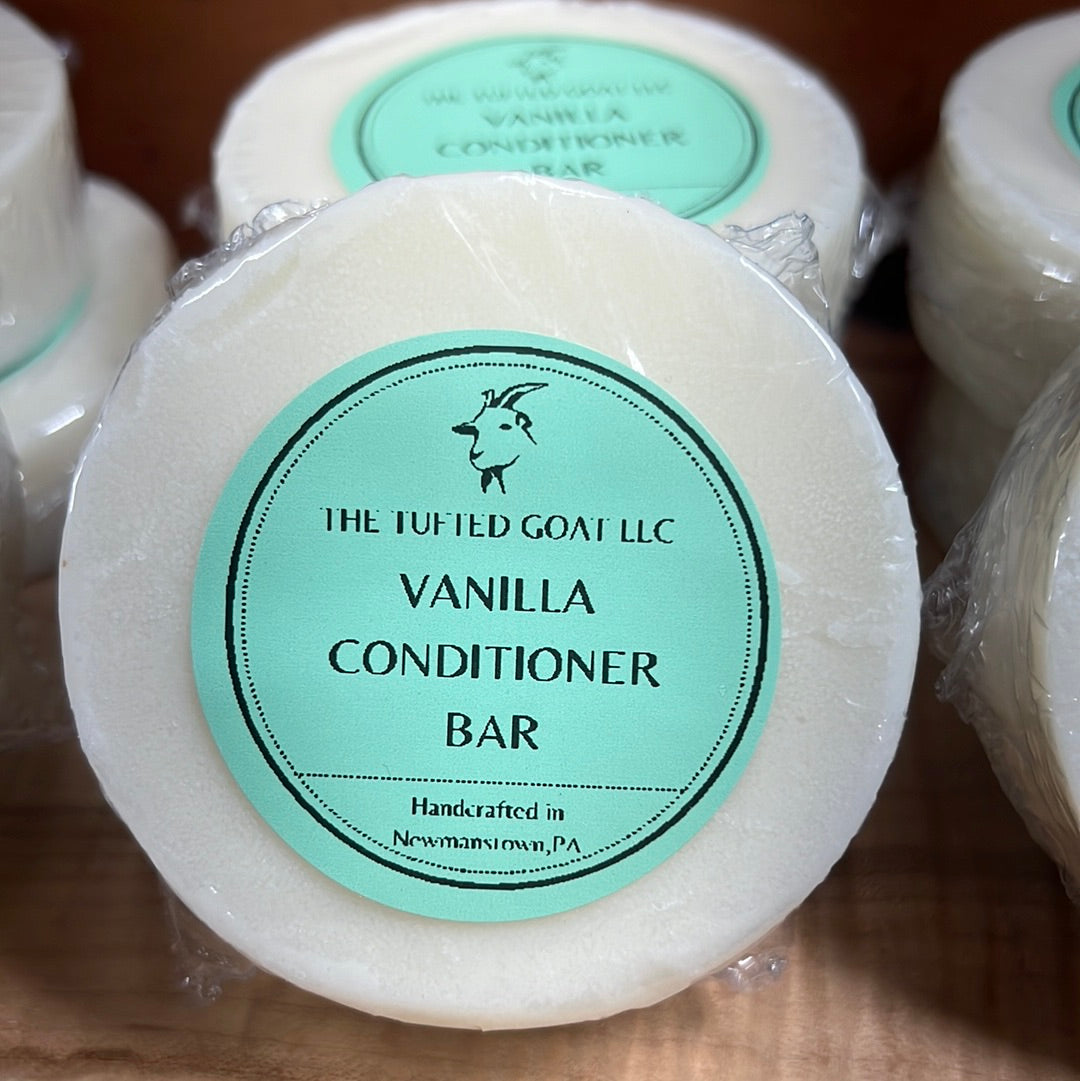 VANILLA
CONDITIONER
BAR
THE TUFTED GOAT LLC
VANILLA
CONDITIONER
BAR
Handcrafted in
Newmanstown, PA